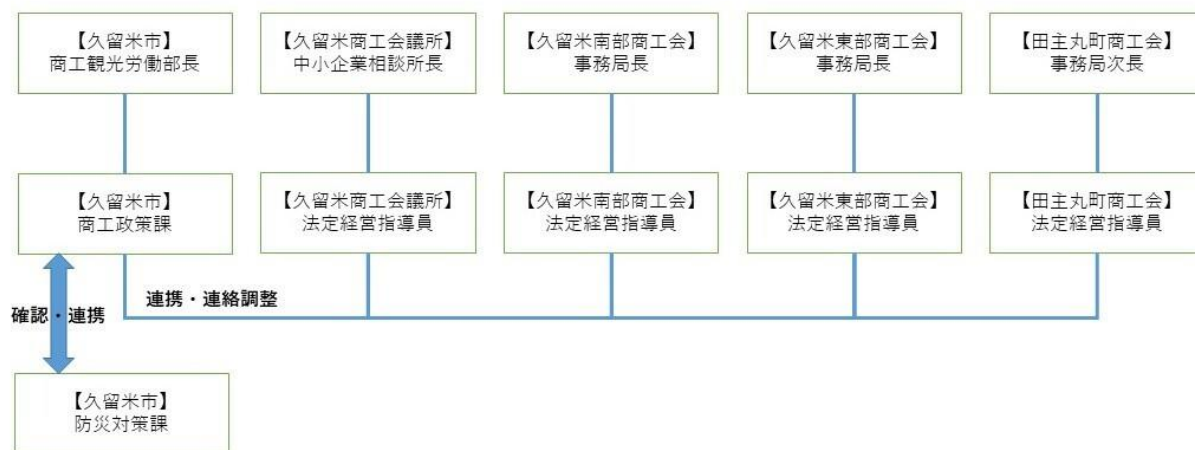 【久留米市】
商工観光労働部長
【久留米商工会議所】
中小企業相談所長
【久留米南部商工会】
事務局長
【久留米東部商工会】
事務局長
【田主丸町商工会】
事務局次長
【久留米市】
商工政策課
【久留米商工会議所】
法定経営指導員
【久留米南部商工会】
法定経営指導員
【久留米東部商工会】
法定経営指導員
【田主丸町商工会】
法定経営指導員
連携・連絡調整
確認・連携
【久留米市】
防災対策課